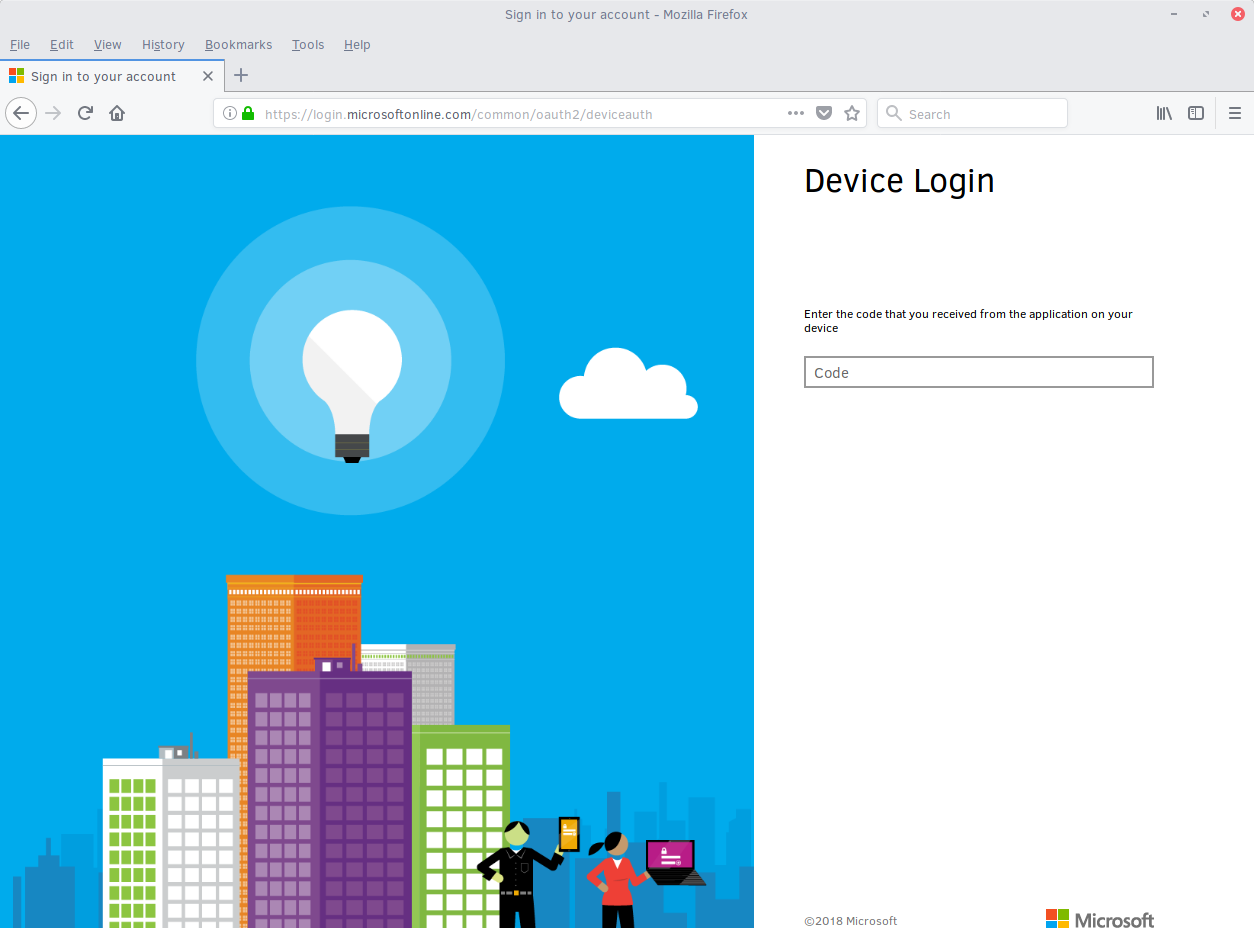 Sign in to your account - Mozilla Firefox
File Edit View History Bookmarks Tools Help
Sign in to your account
https://login.microsoftonline.com/common/oauth2/deviceauth
Search
Device Login
Enter the code that you received from the application on your
device
Code
©2018 Microsoft
Microsoft